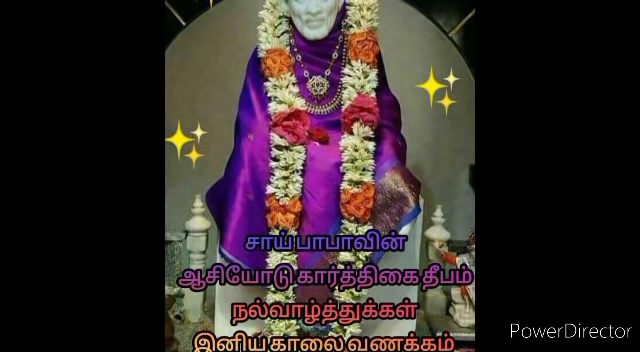 சாய் பாபாவின்
ஆசியோடு கார்த்திகை தீபம்
நல்வாழ்த்துக்கள்
இனிய காலை வணக்கம்
PowerDirector